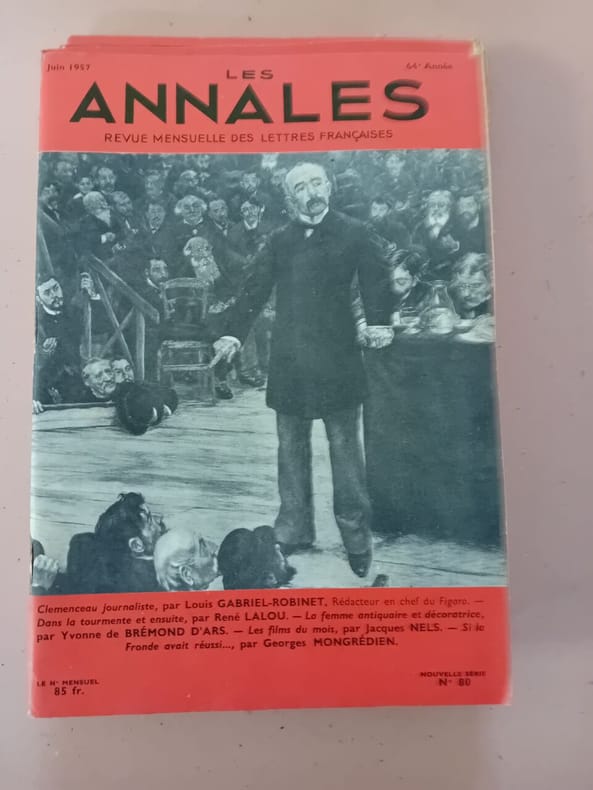 Juin 1957
64e Année
LES
ANNALES
REVUE MENSUELLE DES LETTRES FRANÇAISES
Clemenceau journaliste, par Louis GABRIEL-ROBINET, Rédacteur en chef du Figaro. —
Dans la tourmente et ensuite, par René LALOU. — La femme antiquaire et décoratrice,
par Yvonne de BRÉMOND D'ARS. — Les films du mois, par Jacques NELS. — Si la
Fronde avait réussi..., par Georges MONGRÉDIEN.
LE N° MENSUEL
85 fr.
NOUVELLE SÉRIE
N° 80